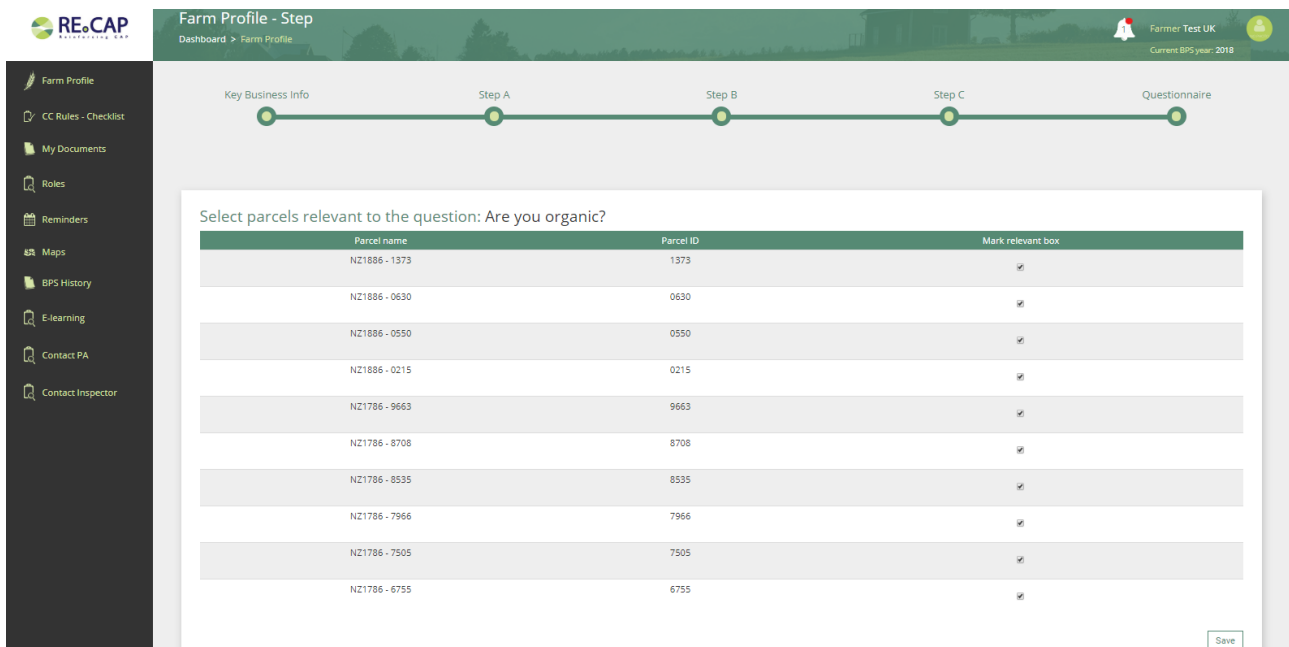 RECAP
Reinforcing CAP
Farm Profile - Step
Dashboard > Farm Profile
1
Farmer Test UK
Current BPS year: 2018
Farm Profile
CC Rules - Checklist
My Documents
Roles
Reminders
Maps
BPS History
E-learning
Contact PA
Contact Inspector
Key Business Info Step A Step B Step C Questionnaire
Select parcels relevant to the question: Are you organic?
Parcel name Parcel ID Mark relevant box
NZ1886 - 1373 1373
NZ1886 - 0630 0630
NZ1886 - 0550 0550
NZ1886 - 0215 0215
NZ1786 - 9663 9663
NZ1786 - 8708 8708
NZ1786 - 8535 8535
NZ1786 - 7966 7966
NZ1786 - 7505 7505
NZ1786 - 6755 6755
Save